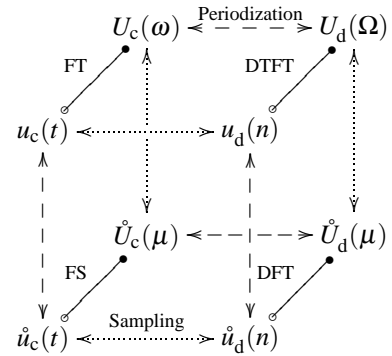 U_c(ω) Periodization U_d(Ω)
FT DTFT
u_c(t) u_d(n)
Ů_c(μ) Ů_d(μ)
FS DFT
ů_c(t) Sampling ů_d(n)